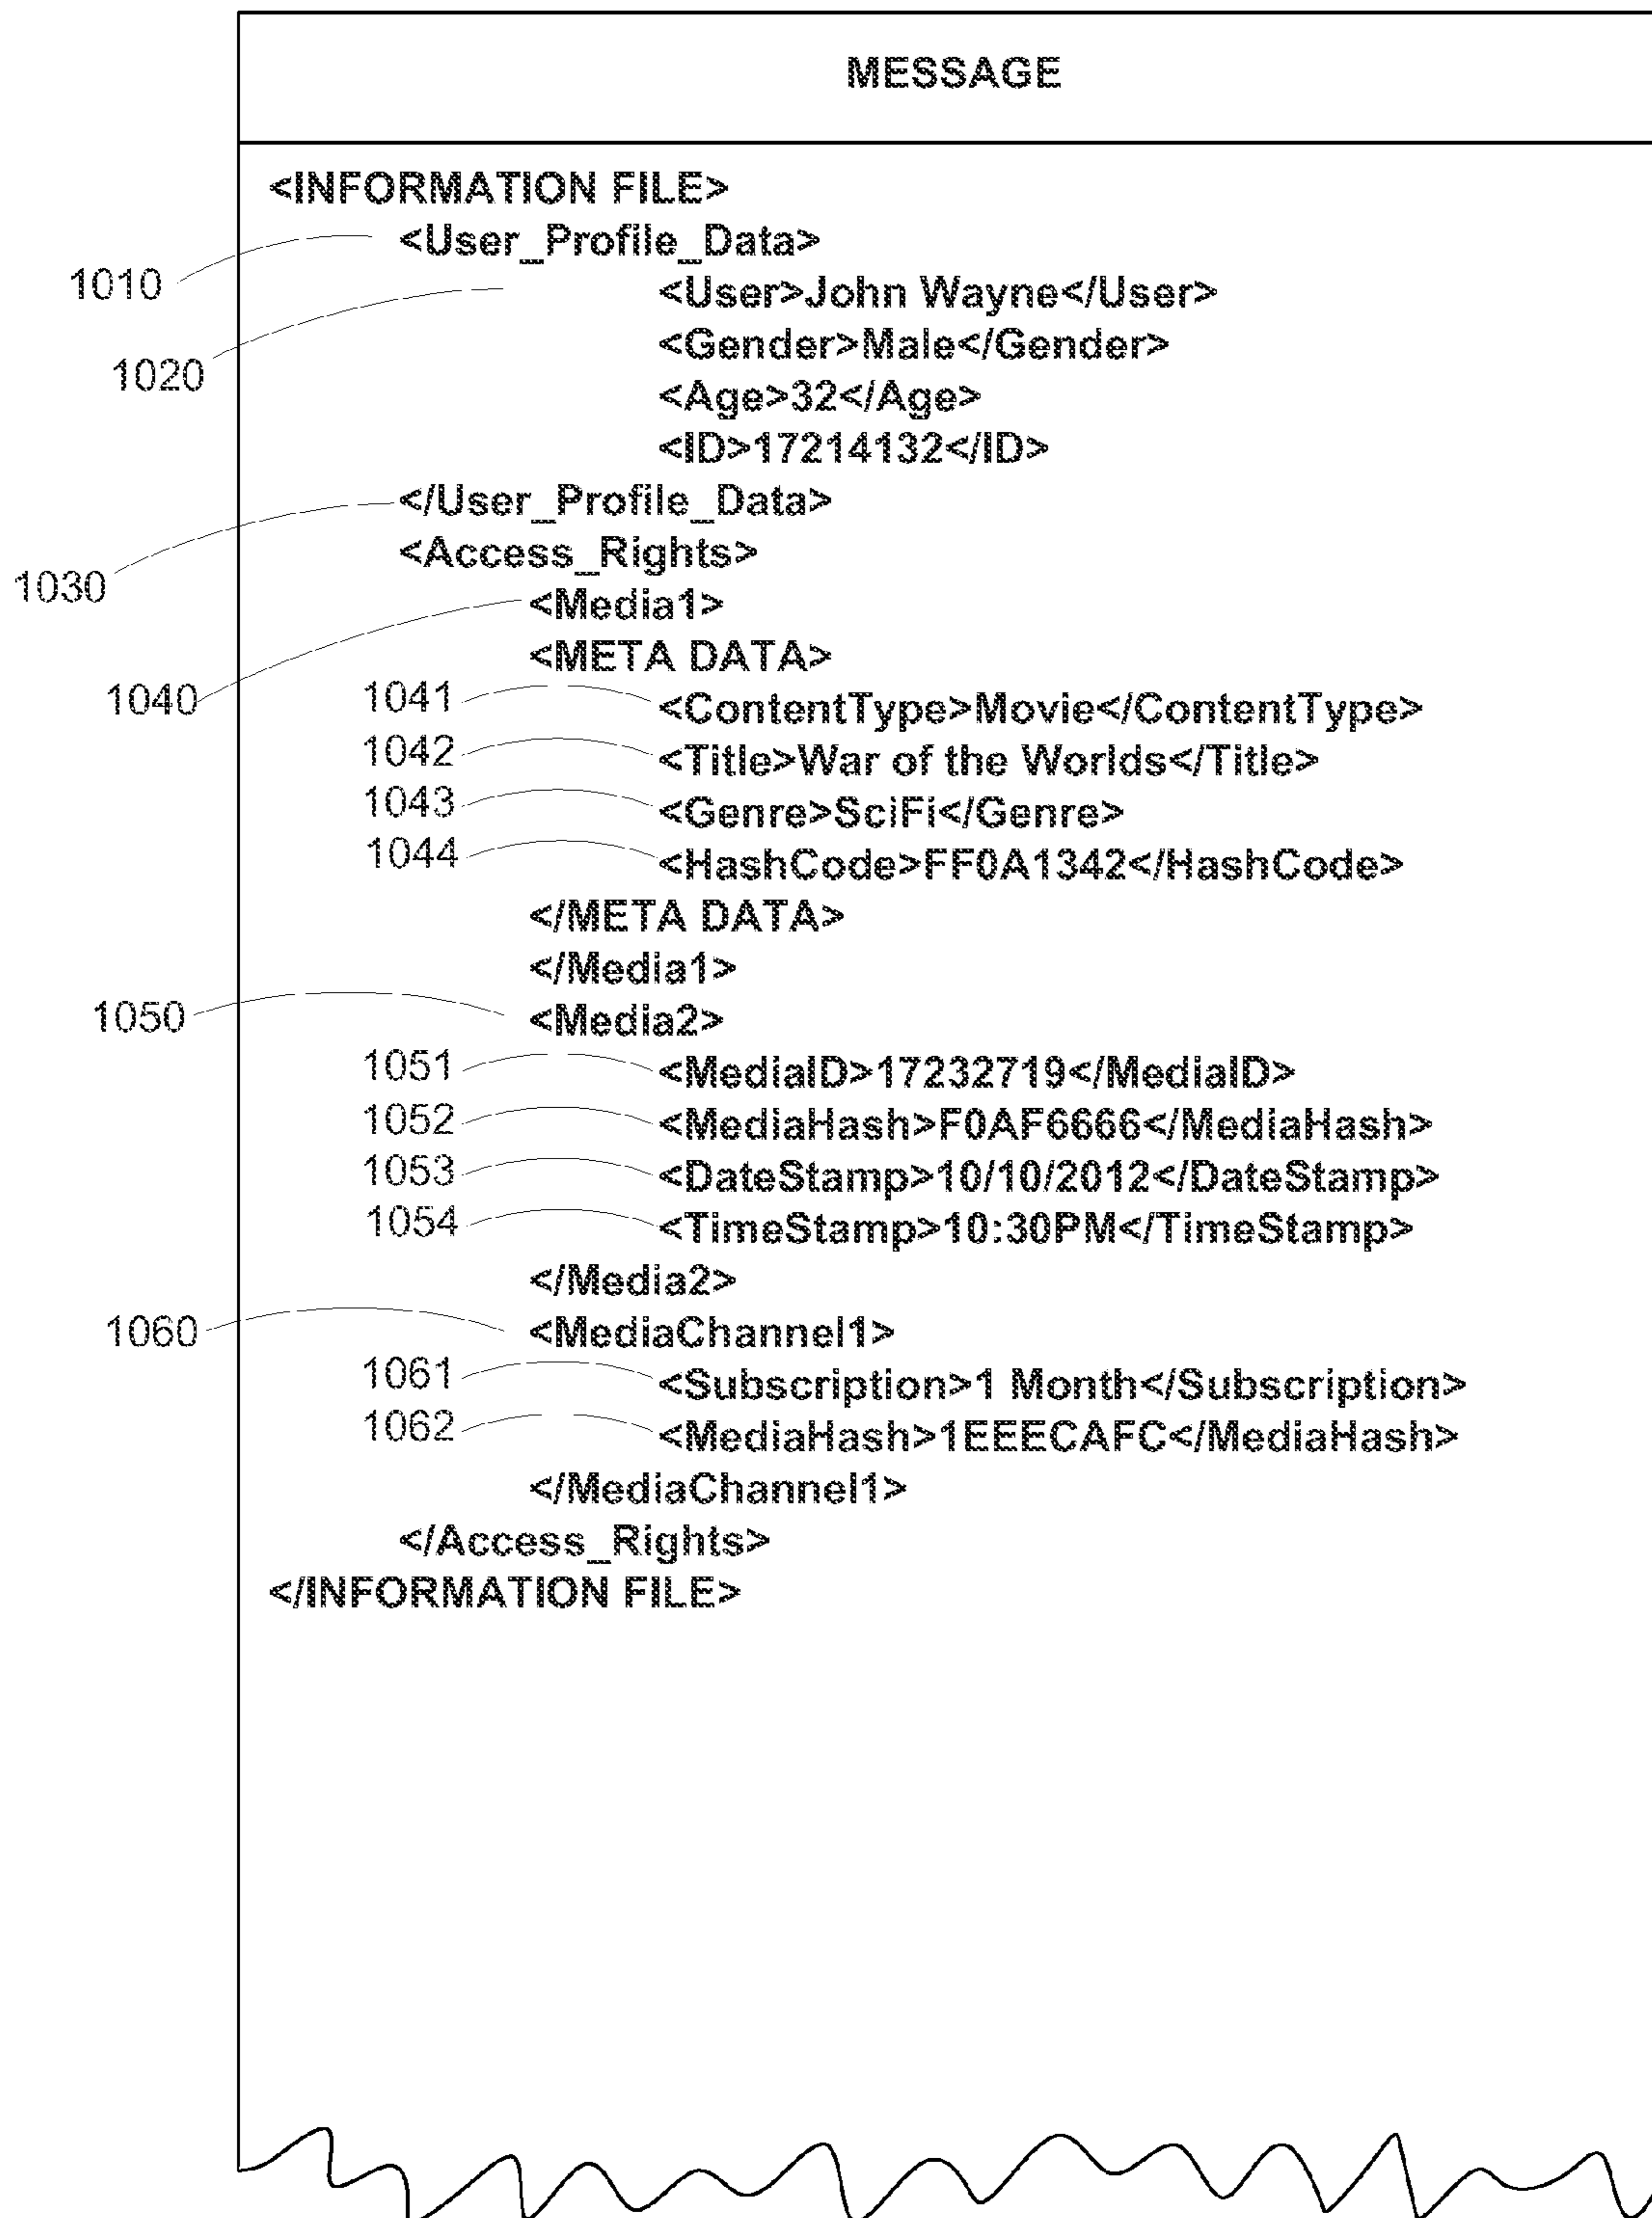 MESSAGE
<INFORMATION FILE>
1010 <User_Profile_Data>
1020 <User>John Wayne</User>
<Gender>Male</Gender>
<Age>32</Age>
<ID>17214132</ID>
1030 </User_Profile_Data>
<Access_Rights>
1040 <Media1>
<META DATA>
1041 <ContentType>Movie</ContentType>
1042 <Title>War of the Worlds</Title>
1043 <Genre>SciFi</Genre>
1044 <HashCode>FF0A1342</HashCode>
</META DATA>
</Media1>
1050 <Media2>
1051 <MediaID>17232719</MediaID>
1052 <MediaHash>F0AF6666</MediaHash>
1053 <DateStamp>10/10/2012</DateStamp>
1054 <TimeStamp>10:30PM</TimeStamp>
</Media2>
1060 <MediaChannel1>
1061 <Subscription>1 Month</Subscription>
1062 <MediaHash>1EEECAFC</MediaHash>
</MediaChannel1>
</Access_Rights>
</INFORMATION FILE>